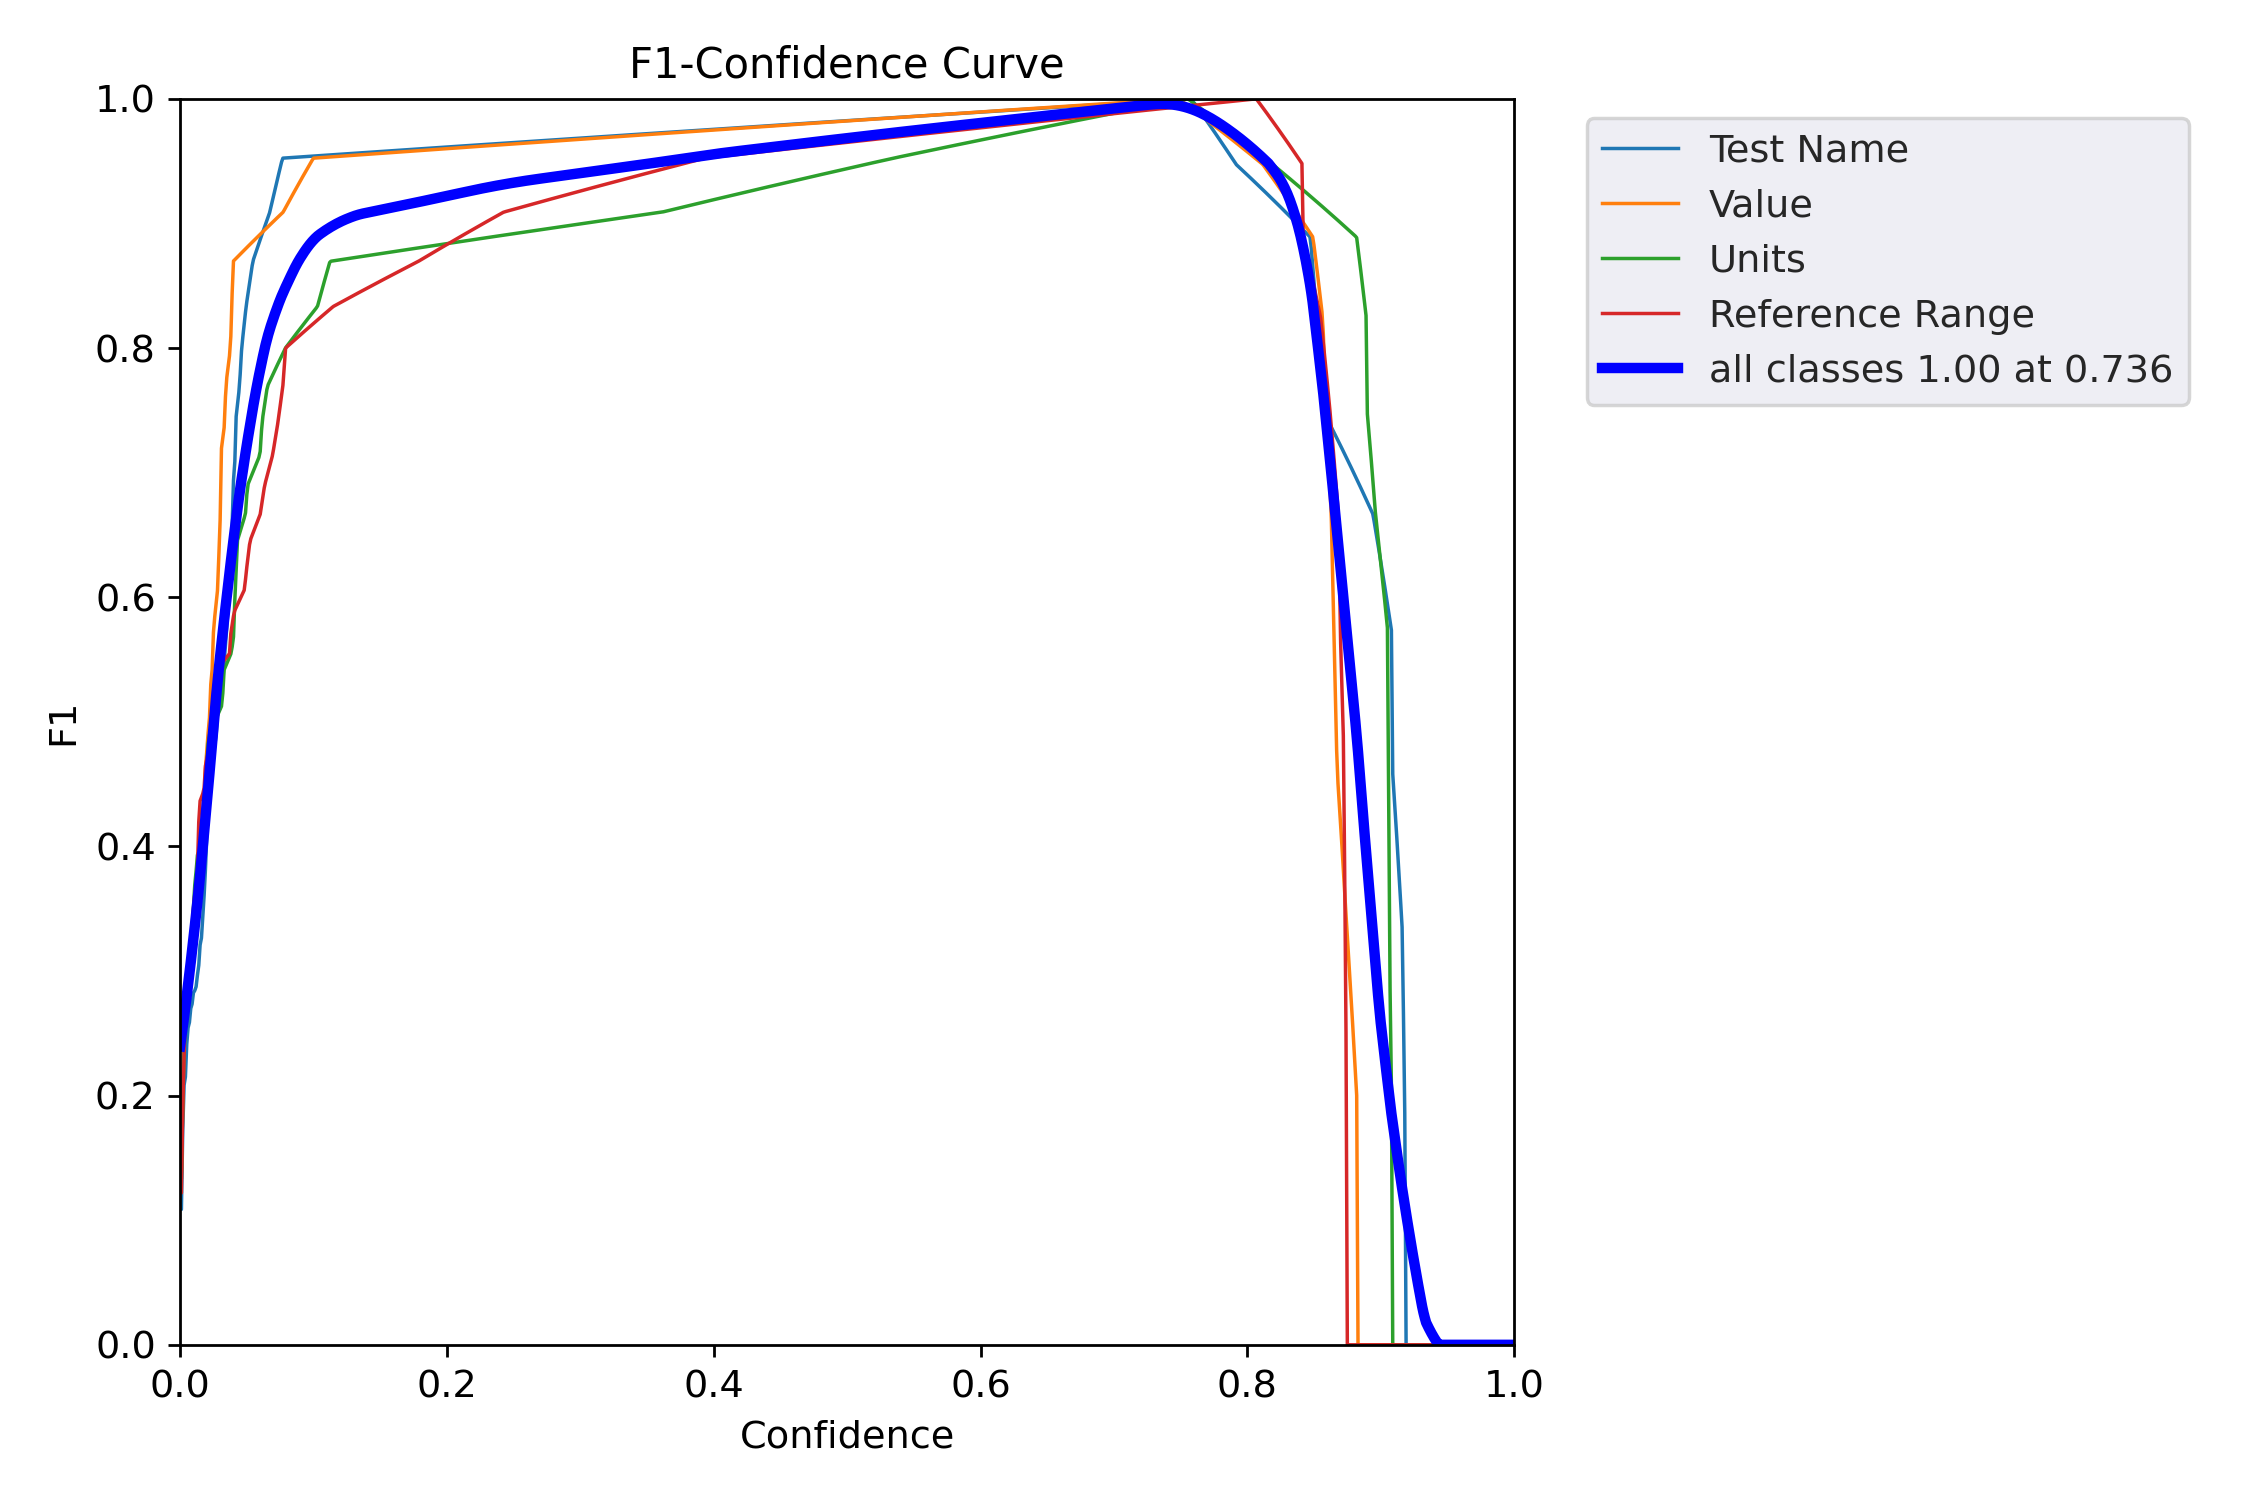 F1-Confidence Curve
1.0
0.8
0.6
0.4
0.2
0.0
F1
0.0 0.2 0.4 0.6 0.8 1.0
Confidence
Test Name
Value
Units
Reference Range
all classes 1.00 at 0.736